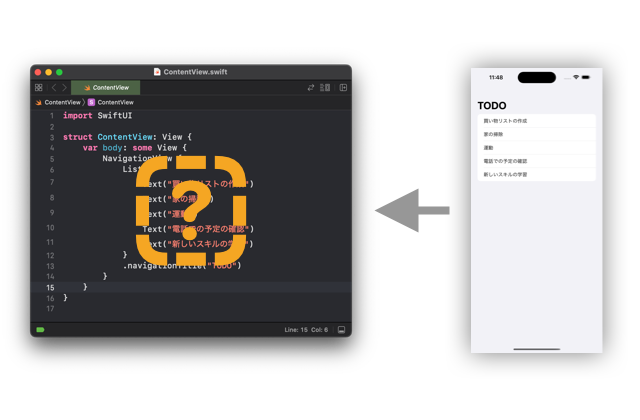 ContentView.swift
ContentView
ContentView ContentView
1 import SwiftUI
2
3 struct ContentView: View {
4 var body: some View {
5 NavigationView
6 List
7 Text("買い物リストの作成")
8 "家の掃除")
9 Text("運動
10 Text("電話での予定の確認")
11 Text("新しいスキルの学習")
12 }
13 .navigationTitle("TODO")
14 }
15 }
16 }
17
Line: 15 Col: 6
?
11:48
TODO
買い物リストの作成
家の掃除
運動
電話での予定の確認
新しいスキルの学習